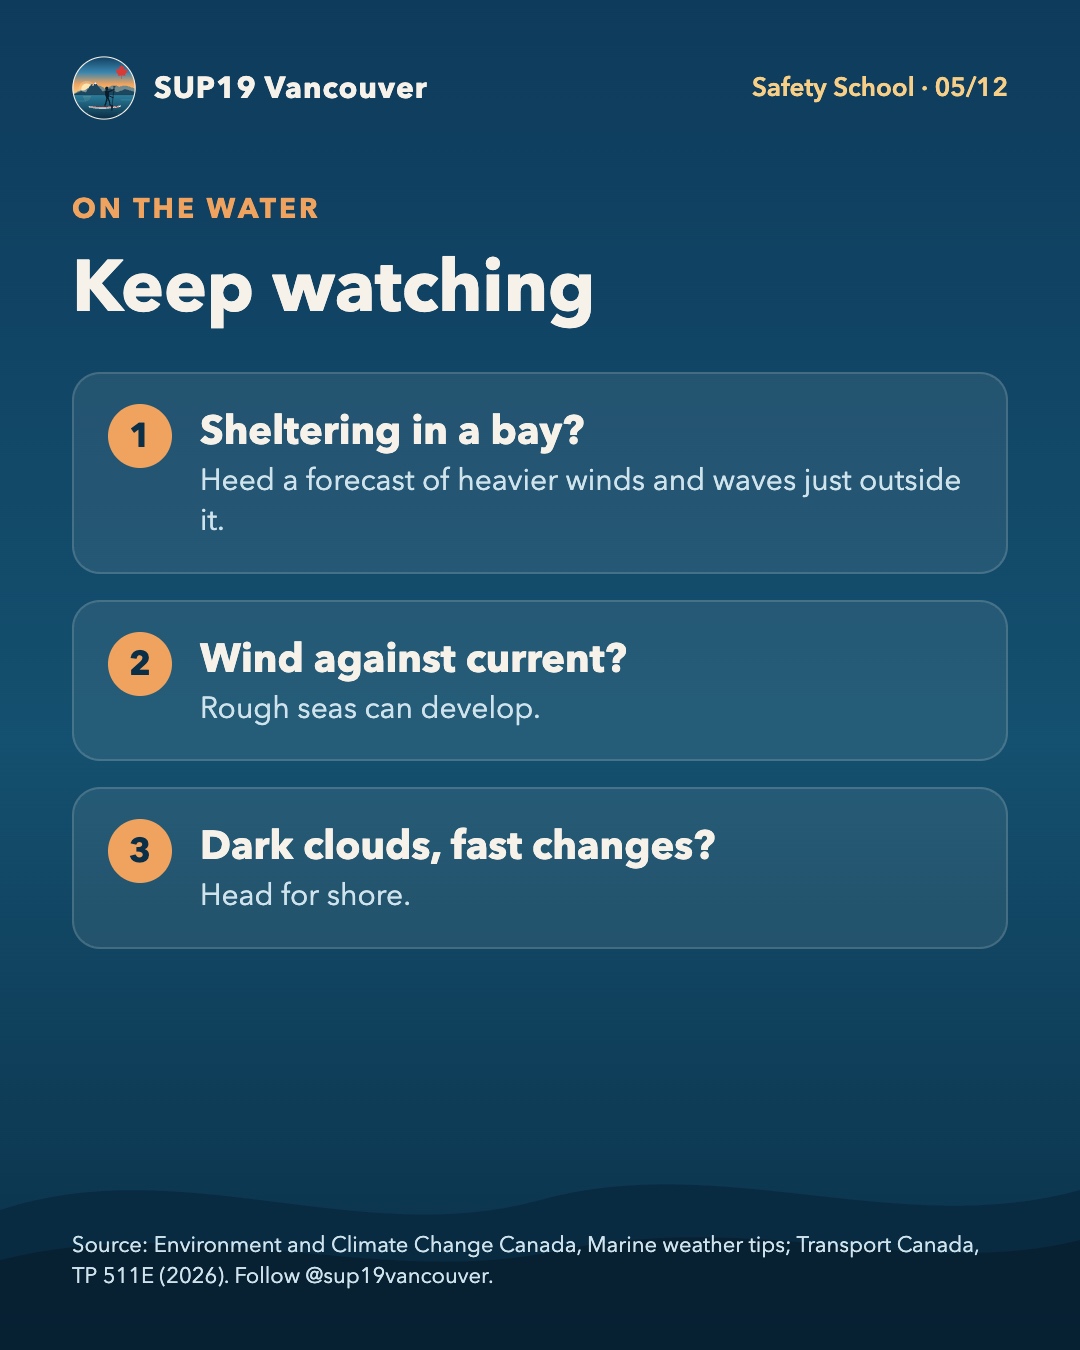 SUP19 Vancouver
Safety School · 05/12
ON THE WATER
Keep watching
1
Sheltering in a bay?
Heed a forecast of heavier winds and waves just outside
it.
2
Wind against current?
Rough seas can develop.
3
Dark clouds, fast changes?
Head for shore.
Source: Environment and Climate Change Canada, Marine weather tips; Transport Canada,
TP 511E (2026). Follow @sup19vancouver.